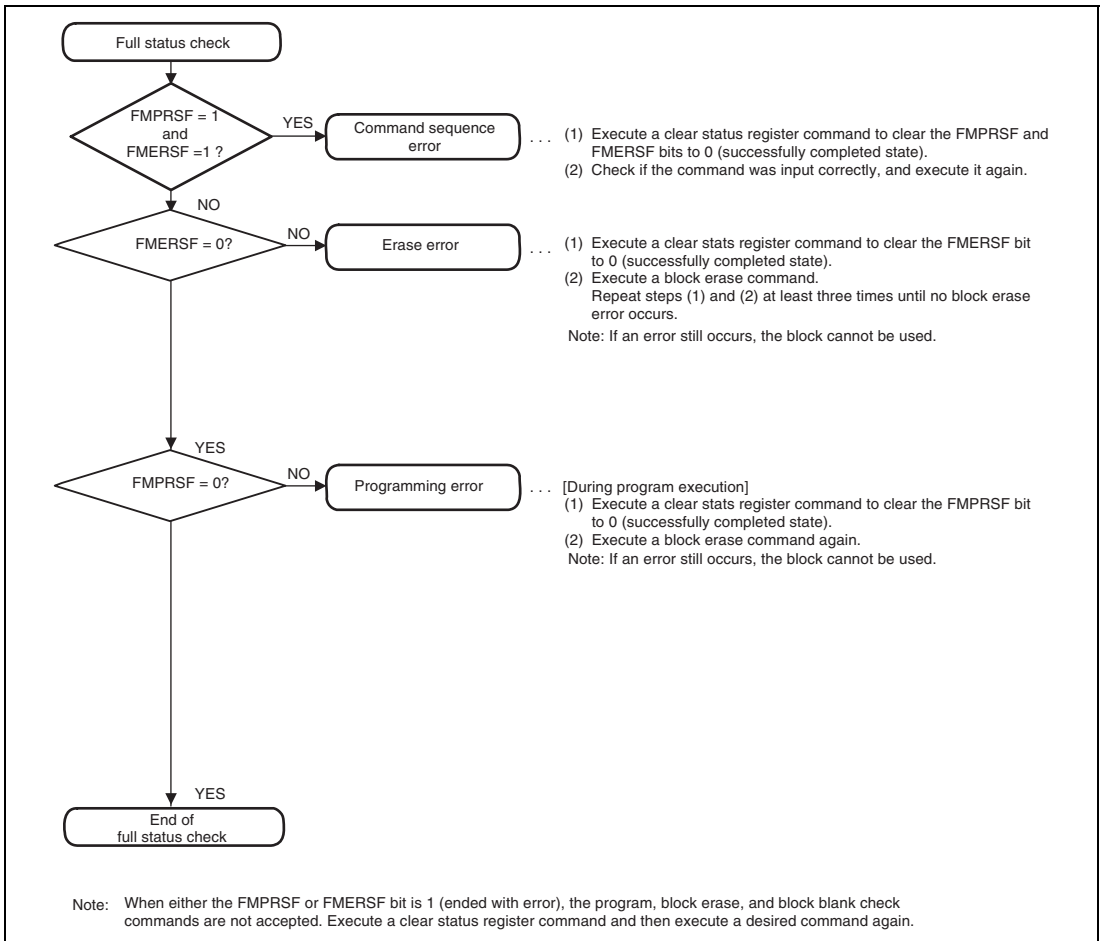 Full status check
FMPRSF = 1
and
FMERSF =1 ?
YES
Command sequence
error
. . . (1) Execute a clear status register command to clear the FMPRSF and
FMERSF bits to 0 (successfully completed state).
(2) Check if the command was input correctly, and execute it again.
NO
FMERSF = 0?
NO
Erase error
. . . (1) Execute a clear stats register command to clear the FMERSF bit
to 0 (successfully completed state).
(2) Execute a block erase command.
Repeat steps (1) and (2) at least three times until no block erase
error occurs.
Note: If an error still occurs, the block cannot be used.
YES
FMPRSF = 0?
NO
Programming error
. . . [During program execution]
(1) Execute a clear stats register command to clear the FMPRSF bit
to 0 (successfully completed state).
(2) Execute a block erase command again.
Note: If an error still occurs, the block cannot be used.
YES
End of
full status check
Note: When either the FMPRSF or FMERSF bit is 1 (ended with error), the program, block erase, and block blank check
commands are not accepted. Execute a clear status register command and then execute a desired command again.